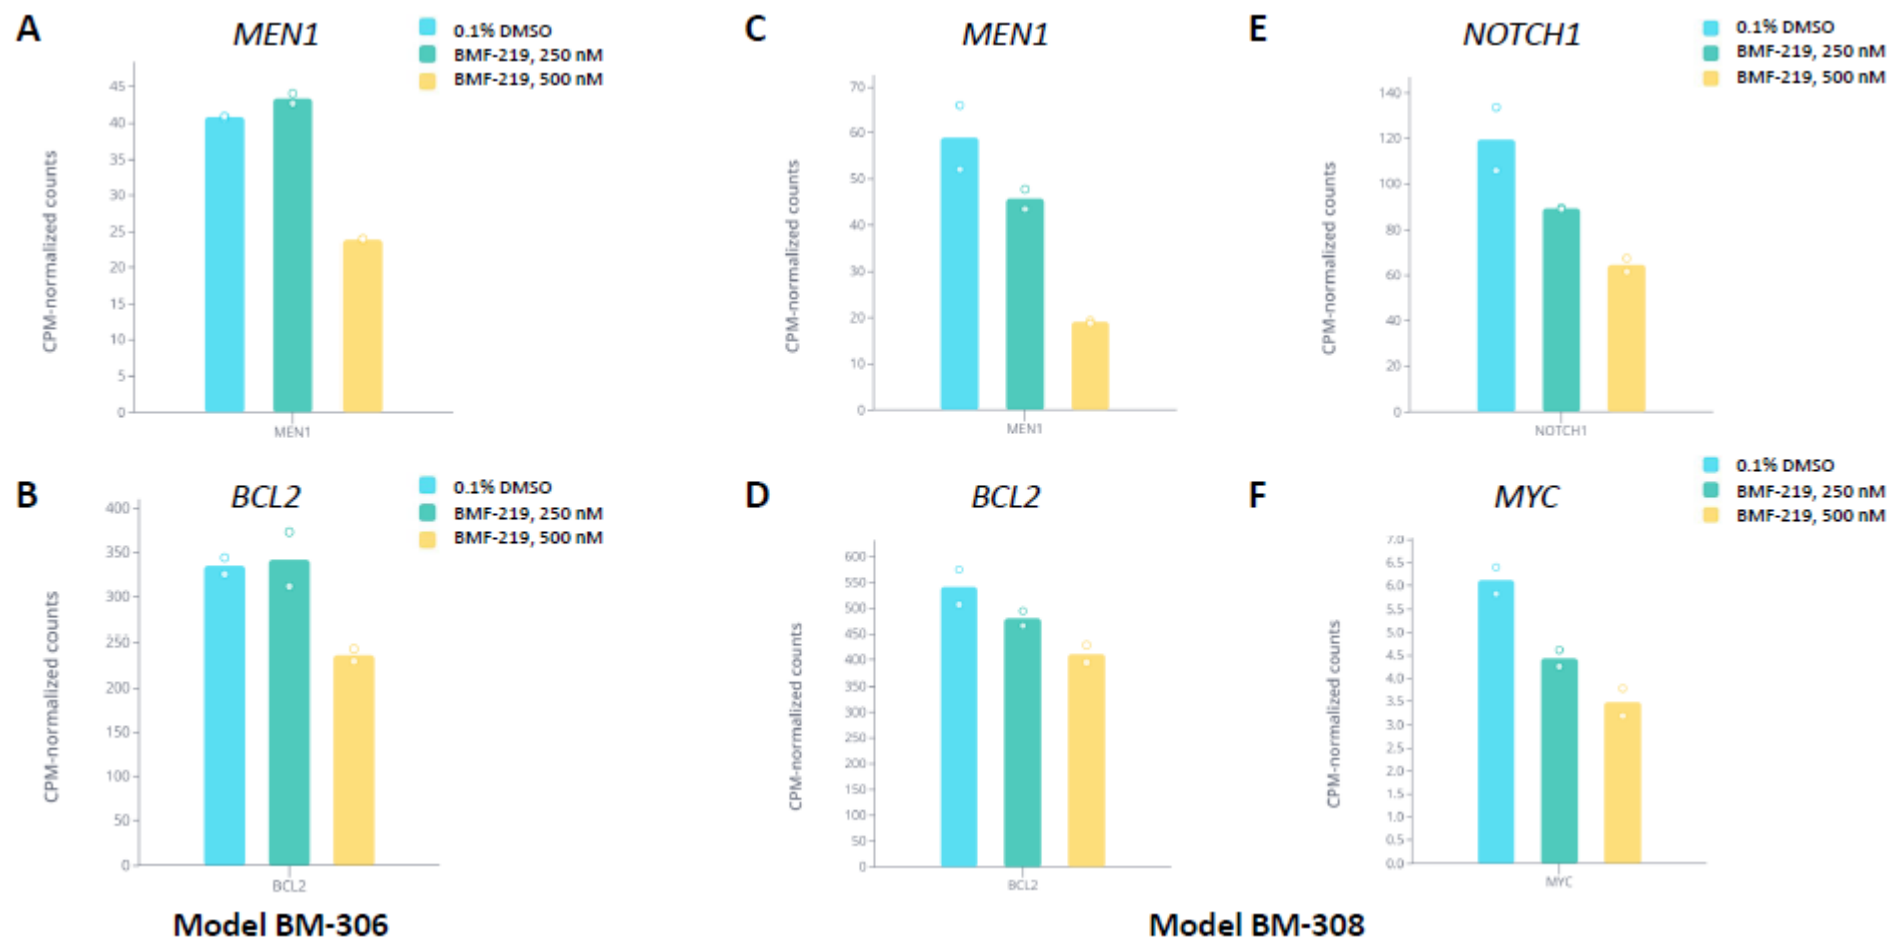 A
MEN1
0.1% DMSO
BMF-219, 250 nM
BMF-219, 500 nM
CPM-normalized counts
45
40
35
30
25
20
15
10
5
0
MEN1
B
BCL2
0.1% DMSO
BMF-219, 250 nM
BMF-219, 500 nM
CPM-normalized counts
400
350
300
250
200
150
100
50
0
BCL2
Model BM-306
C
MEN1
CPM-normalized counts
70
60
50
40
30
20
10
0
MEN1
D
BCL2
CPM-normalized counts
600
550
500
450
400
350
300
250
200
150
100
50
0
BCL2
E
NOTCH1
0.1% DMSO
BMF-219, 250 nM
BMF-219, 500 nM
CPM-normalized counts
140
120
100
80
60
40
20
0
NOTCH1
F
MYC
0.1% DMSO
BMF-219, 250 nM
BMF-219, 500 nM
CPM-normalized counts
7.0
6.5
6.0
5.5
5.0
4.5
4.0
3.5
3.0
2.5
2.0
1.5
1.0
0.5
0.0
MYC
Model BM-308